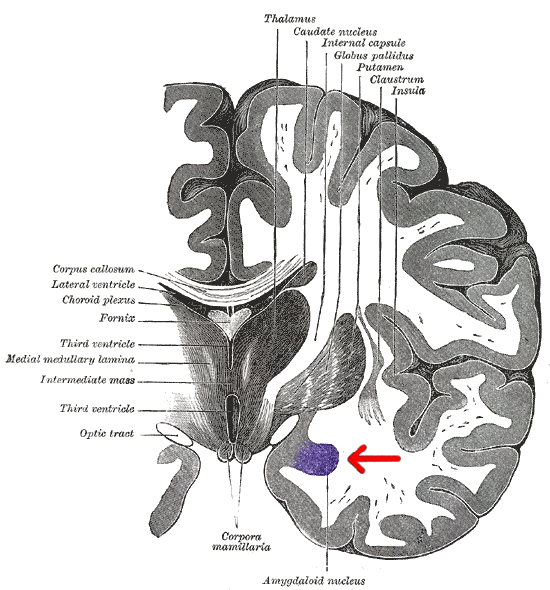 Thalamus
Caudate nucleus
Internal capsule
Globus pallidus
Putamen
Claustrum
Insula
Corpus callosum
Lateral ventricle
Choroid plexus
Fornix
Third ventricle
Medial medullary lamina
Intermediate mass
Third ventricle
Optic tract
Corpora
mamillaria
Amygdaloid nucleus